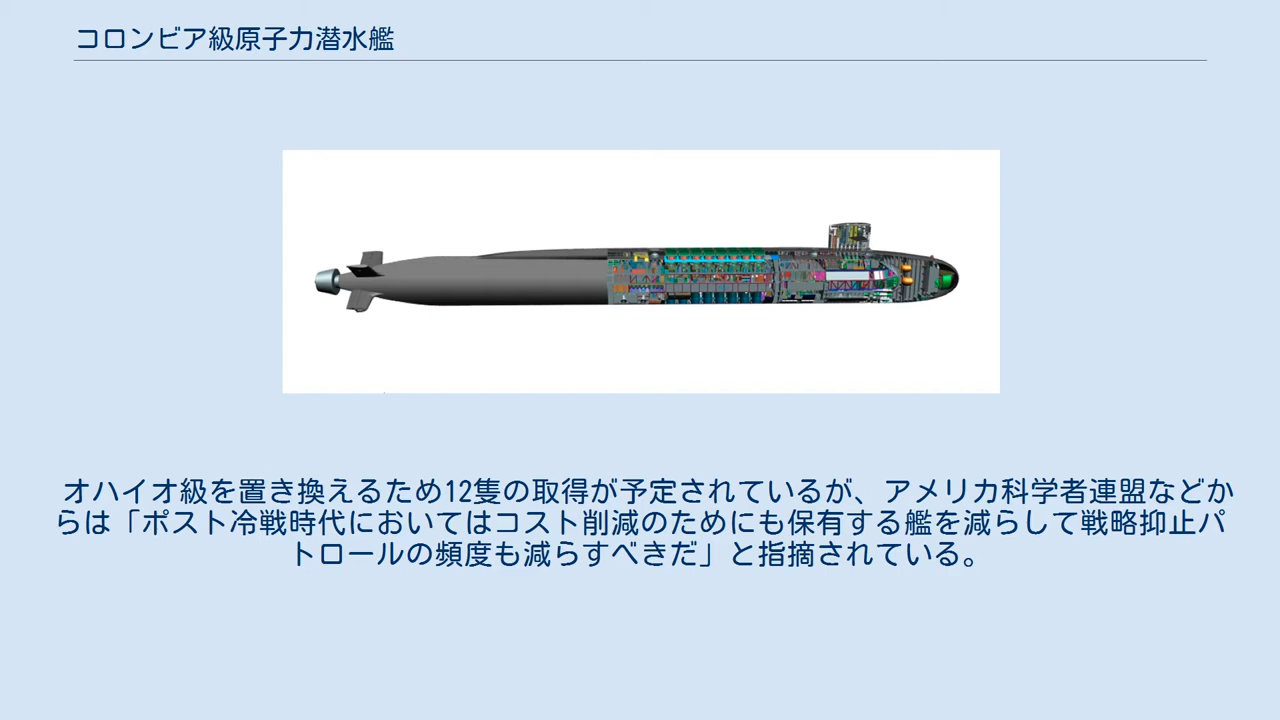 コロンビア級原子力潜水艦
オハイオ級を置き換えるため12隻の取得が予定されているが、アメリカ科学者連盟などか
らは「ポスト冷戦時代においてはコスト削減のためにも保有する艦を減らして戦略抑止パ
トロールの頻度も減らすべきだ」と指摘されている。